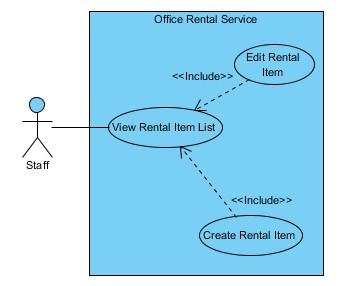 Office Rental Service
Edit Rental
Item
<<Include>>
View Rental Item List
Staff
<<Include>>
Create Rental Item